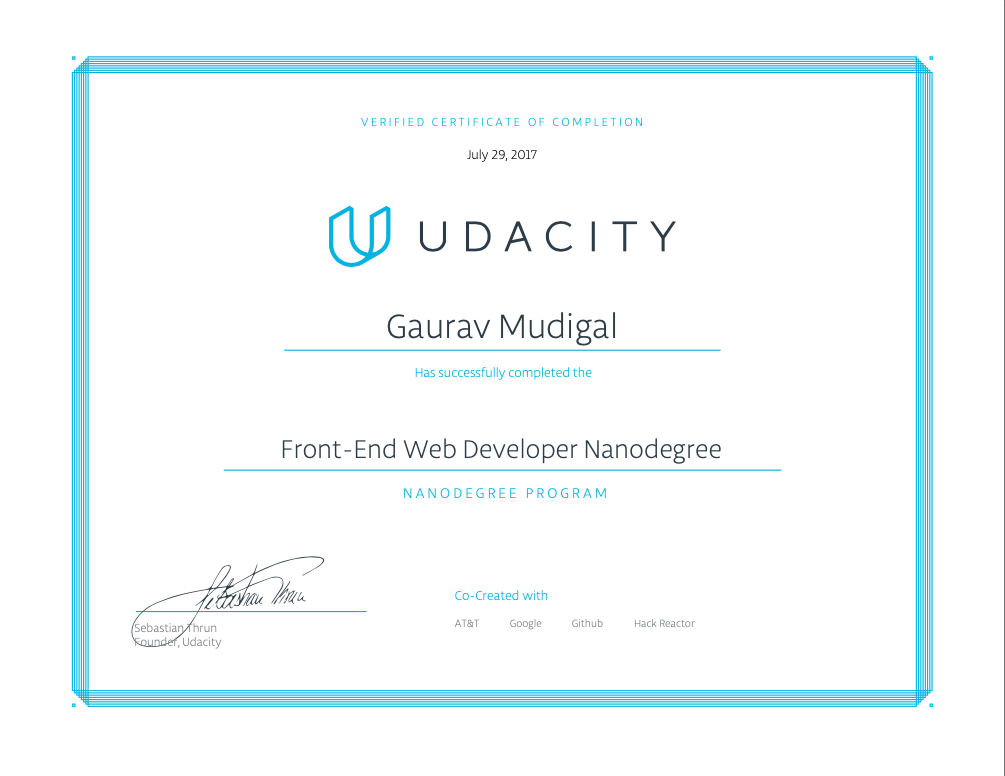 VERIFIED CERTIFICATE OF COMPLETION
July 29, 2017
UDACITY
Gaurav Mudigal
Has successfully completed the
Front-End Web Developer Nanodegree
NANODEGREE PROGRAM
Sebastian Thrun
Sebastian Thrun
Founder, Udacity
Co-Created with
AT&T Google Github Hack Reactor